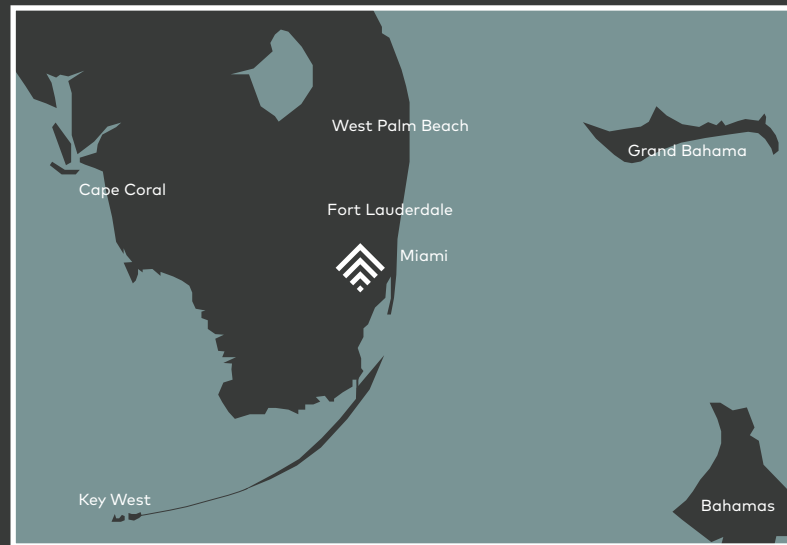 West Palm Beach
Grand Bahama
Cape Coral
Fort Lauderdale
Miami
Key West
Bahamas